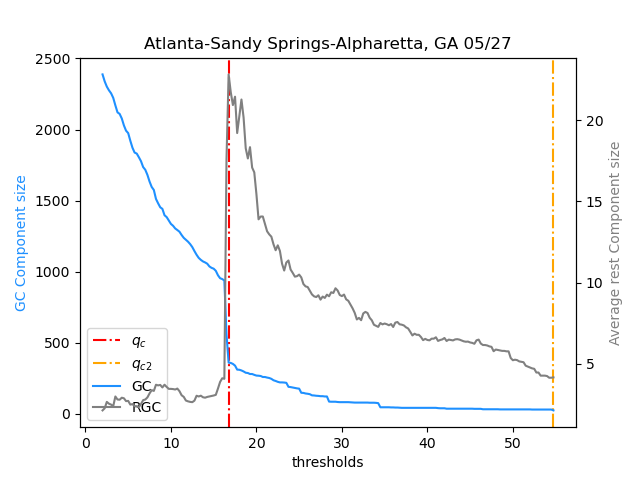 Atlanta-Sandy Springs-Alpharetta, GA 05/27
2500
2000
1500
1000
500
0
GC Component size
20
15
10
5
Average rest Component size
q_c
q_c2
GC
RGC
0 10 20 30 40 50
thresholds